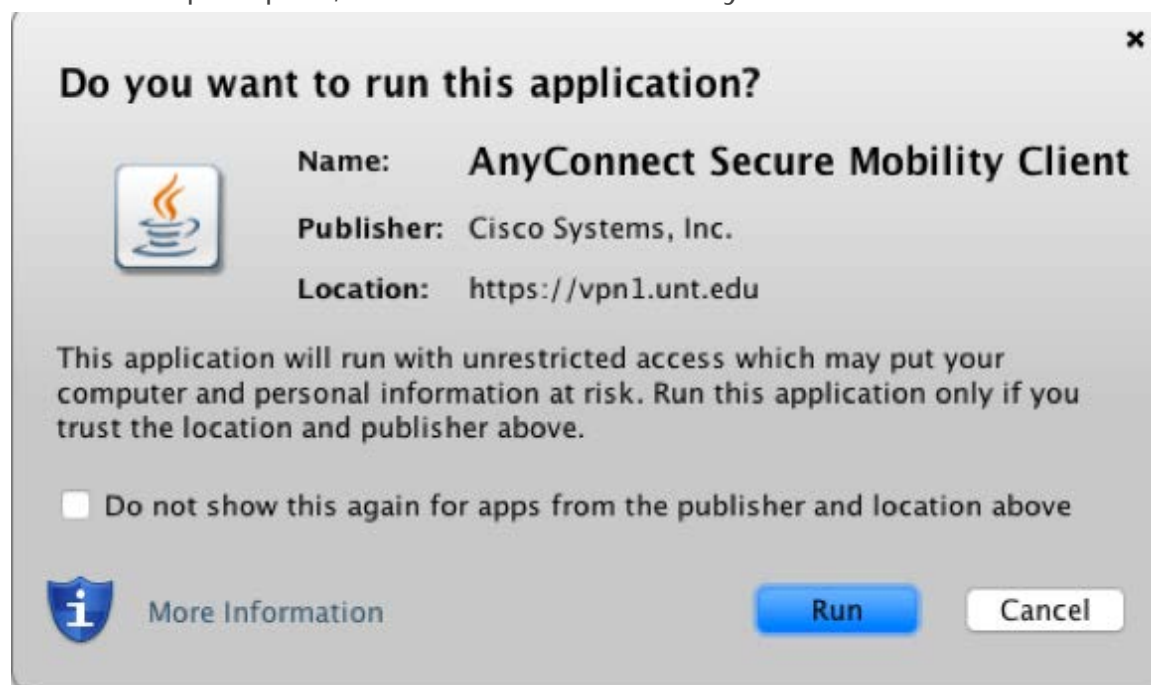 Do you want to run this application?
Name: AnyConnect Secure Mobility Client
Publisher: Cisco Systems, Inc.
Location: https://vpn1.unt.edu
This application will run with unrestricted access which may put your
computer and personal information at risk. Run this application only if you
trust the location and publisher above.
Do not show this again for apps from the publisher and location above
More Information
Run
Cancel